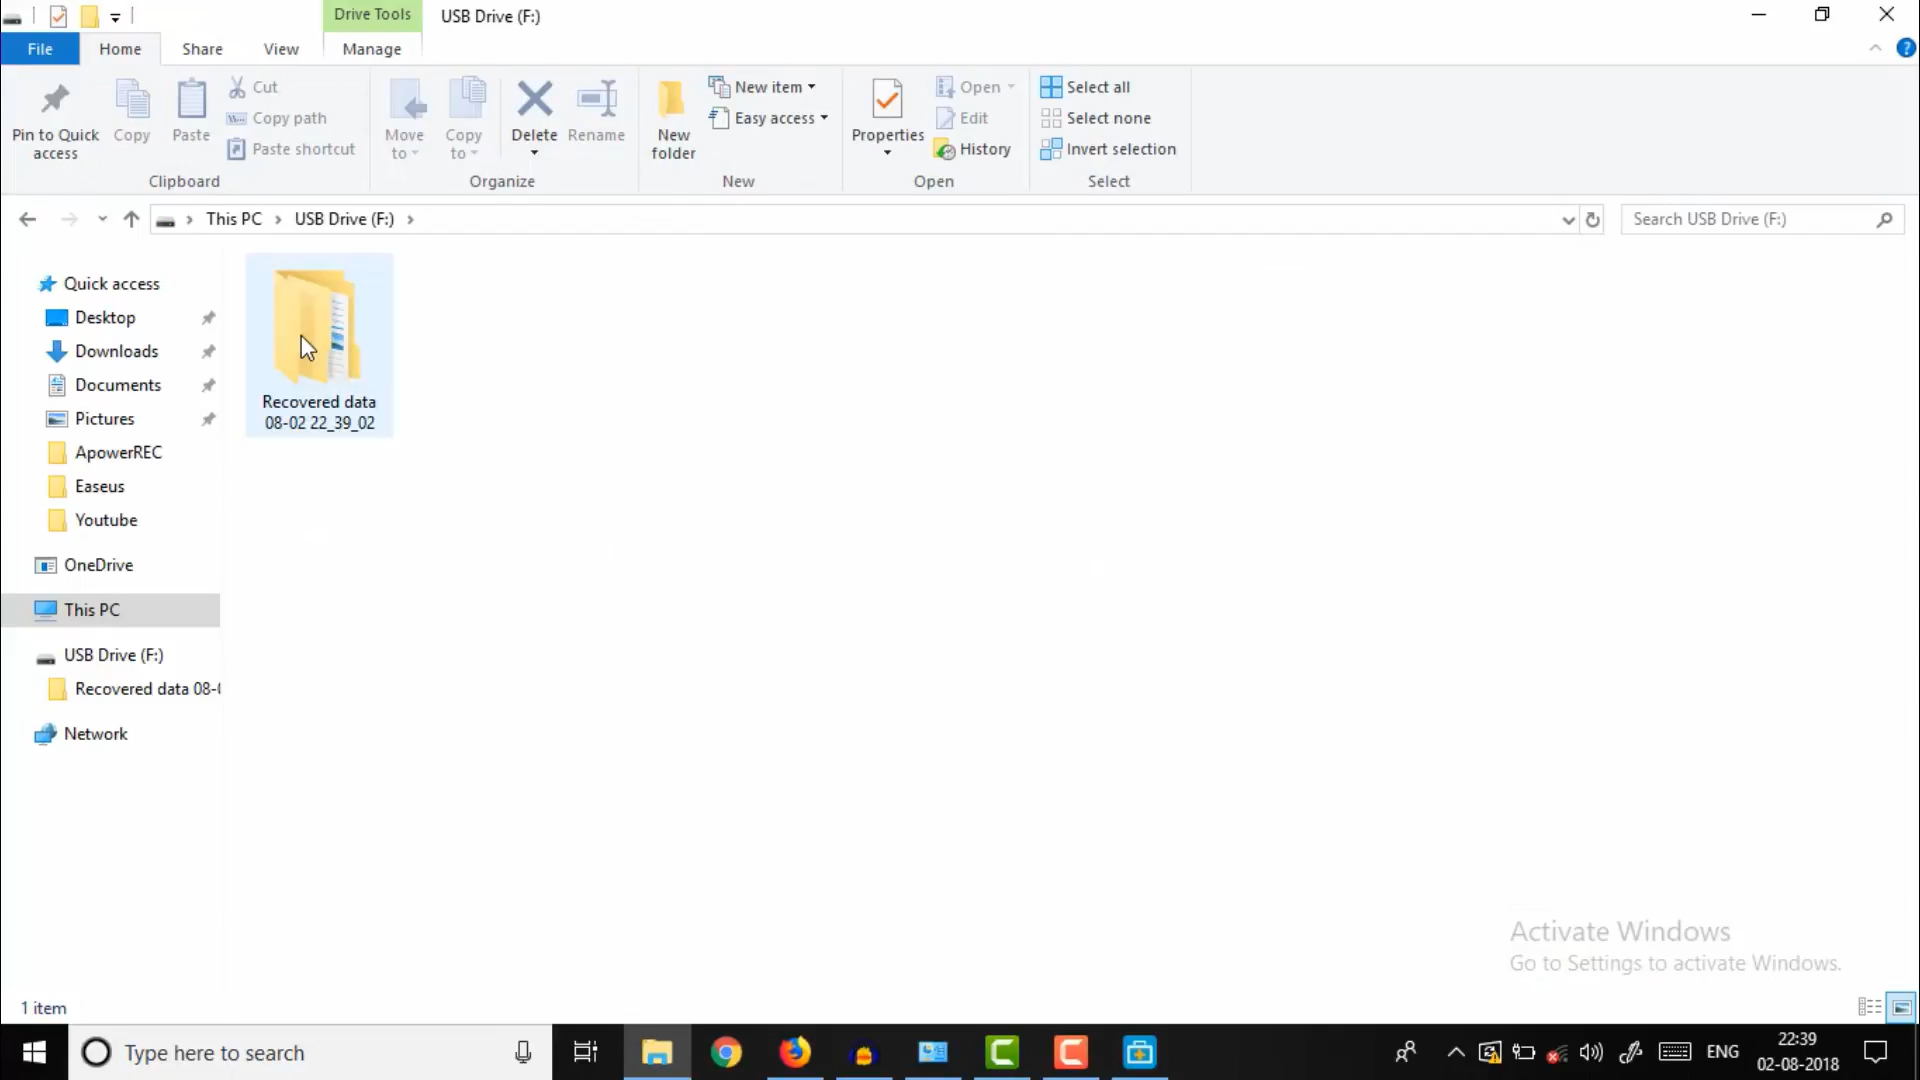 Drive Tools
USB Drive (F:)
File
Home
Share
View
Manage
Pin to Quick
access
Copy
Paste
Cut
Copy path
Paste shortcut
Clipboard
Move
to
Copy
to
Delete
Rename
Organize
New
folder
New item
Easy access
New
Properties
Open
Edit
History
Open
Select all
Select none
Invert selection
Select
This PC
USB Drive (F:)
Search USB Drive (F:)
Quick access
Desktop
Downloads
Documents
Pictures
ApowerREC
Easeus
Youtube
OneDrive
This PC
USB Drive (F:)
Recovered data 08-
Network
Recovered data
08-02 22_39_02
Activate Windows
Go to Settings to activate Windows.
1 item
Type here to search
ENG
22:39
02-08-2018